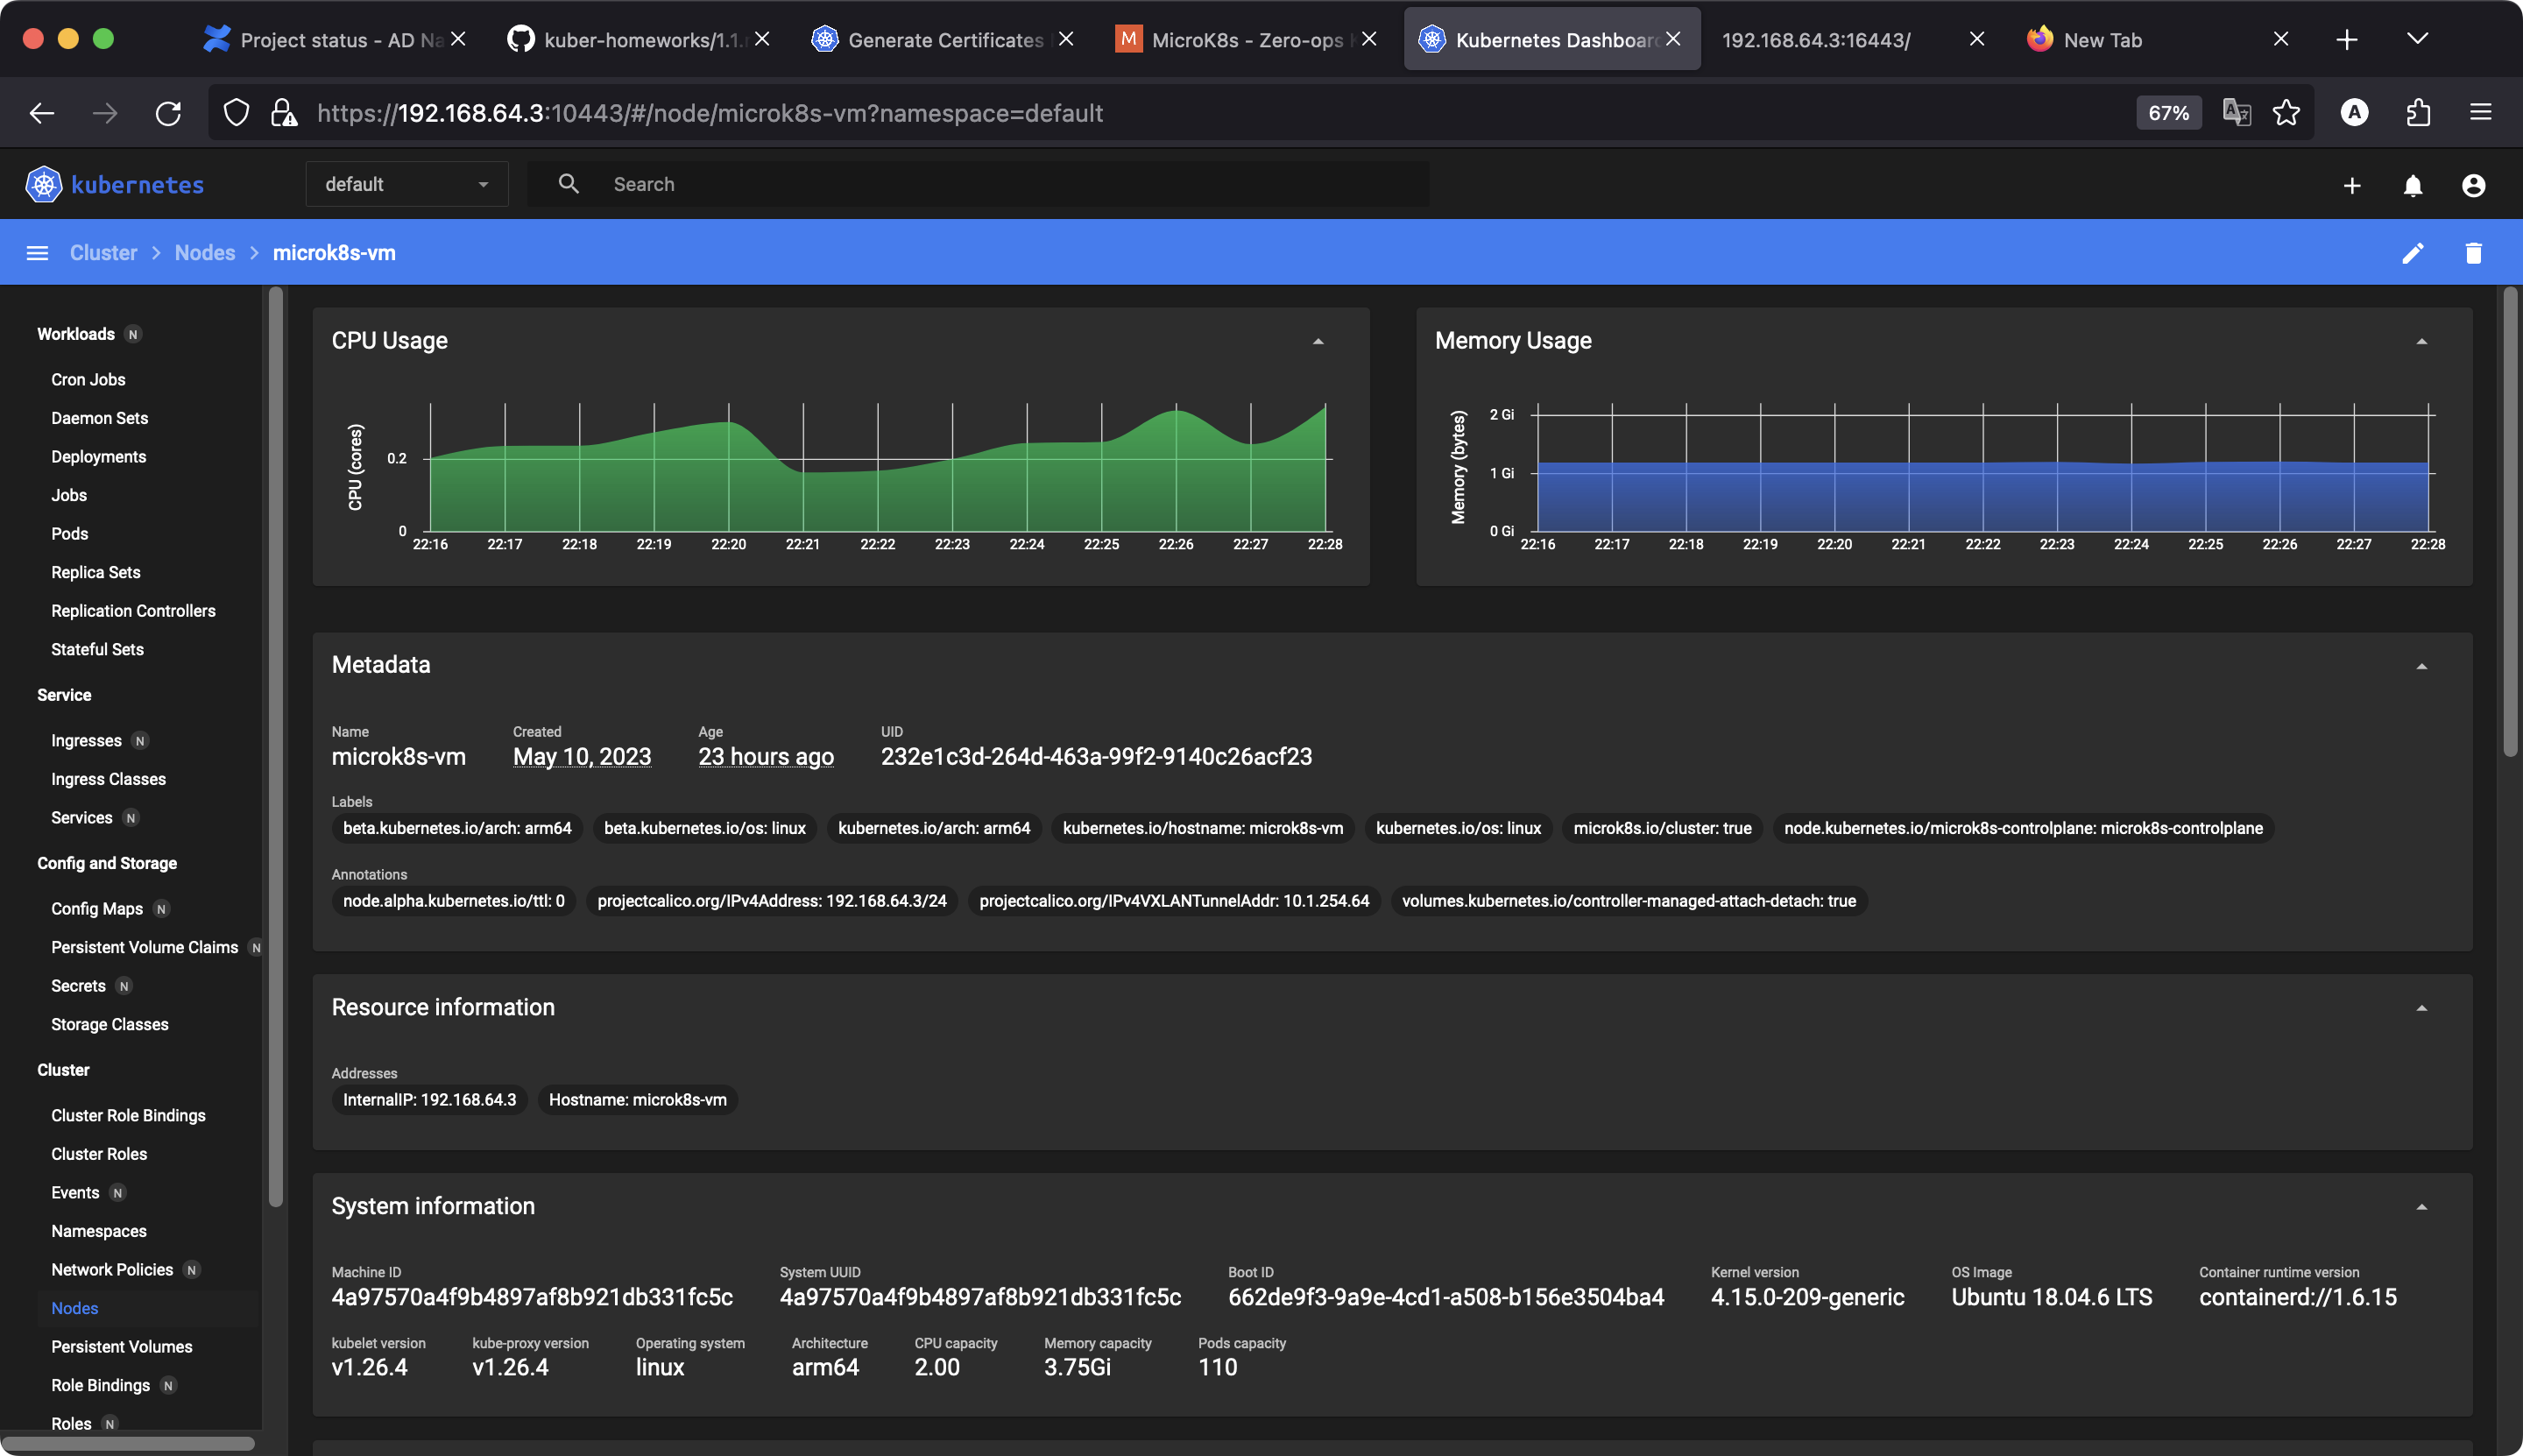 Project status - AD Na
kuber-homeworks/1.1.
Generate Certificates
MicroK8s - Zero-ops
Kubernetes Dashboard
192.168.64.3:16443/
New Tab
https://192.168.64.3:10443/#/node/microk8s-vm?namespace=default
67%
A
kubernetes
default
Search
Cluster > Nodes > microk8s-vm
Workloads N
Cron Jobs
Daemon Sets
Deployments
Jobs
Pods
Replica Sets
Replication Controllers
Stateful Sets
Service
Ingresses N
Ingress Classes
Services N
Config and Storage
Config Maps N
Persistent Volume Claims N
Secrets N
Storage Classes
Cluster
Cluster Role Bindings
Cluster Roles
Events N
Namespaces
Network Policies N
Nodes
Persistent Volumes
Role Bindings N
Roles N
CPU Usage
CPU (cores)
0.2
0
22:16 22:17 22:18 22:19 22:20 22:21 22:22 22:23 22:24 22:25 22:26 22:27 22:28
Memory Usage
Memory (bytes)
2 Gi
1 Gi
0 Gi
22:16 22:17 22:18 22:19 22:20 22:21 22:22 22:23 22:24 22:25 22:26 22:27 22:28
Metadata
Name Created Age UID
microk8s-vm May 10, 2023 23 hours ago 232e1c3d-264d-463a-99f2-9140c26acf23
Labels
beta.kubernetes.io/arch: arm64 beta.kubernetes.io/os: linux kubernetes.io/arch: arm64 kubernetes.io/hostname: microk8s-vm kubernetes.io/os: linux microk8s.io/cluster: true node.kubernetes.io/microk8s-controlplane: microk8s-controlplane
Annotations
node.alpha.kubernetes.io/ttl: 0 projectcalico.org/IPv4Address: 192.168.64.3/24 projectcalico.org/IPv4VXLANTunnelAddr: 10.1.254.64 volumes.kubernetes.io/controller-managed-attach-detach: true
Resource information
Addresses
InternalIP: 192.168.64.3 Hostname: microk8s-vm
System information
Machine ID System UUID Boot ID Kernel version OS Image Container runtime version
4a97570a4f9b4897af8b921db331fc5c 4a97570a4f9b4897af8b921db331fc5c 662de9f3-9a9e-4cd1-a508-b156e3504ba4 4.15.0-209-generic Ubuntu 18.04.6 LTS containerd://1.6.15
kubelet version kube-proxy version Operating system Architecture CPU capacity Memory capacity Pods capacity
v1.26.4 v1.26.4 linux arm64 2.00 3.75Gi 110